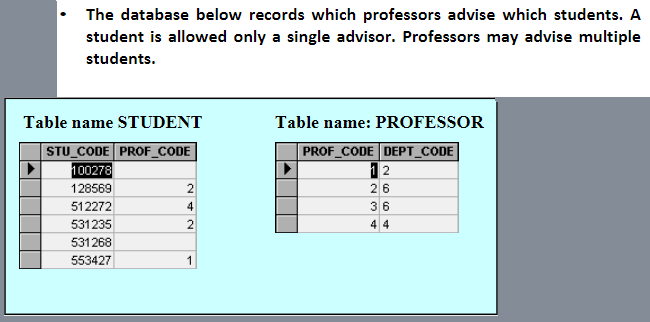 • The database below records which professors advise which students. A
student is allowed only a single advisor. Professors may advise multiple
students.
Table name STUDENT
STU_CODE PROF_CODE
100278
128569 2
512272 4
531235 2
531268
553427 1
Table name: PROFESSOR
PROF_CODE DEPT_CODE
1 2
2 6
3 6
4 4